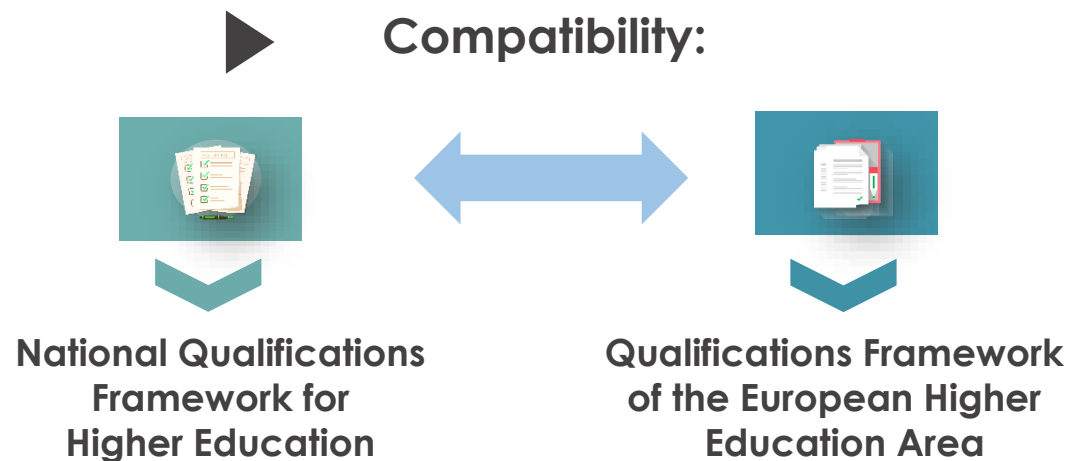 Compatibility:
National Qualifications
Framework for
Higher Education
Qualifications Framework
of the European Higher
Education Area